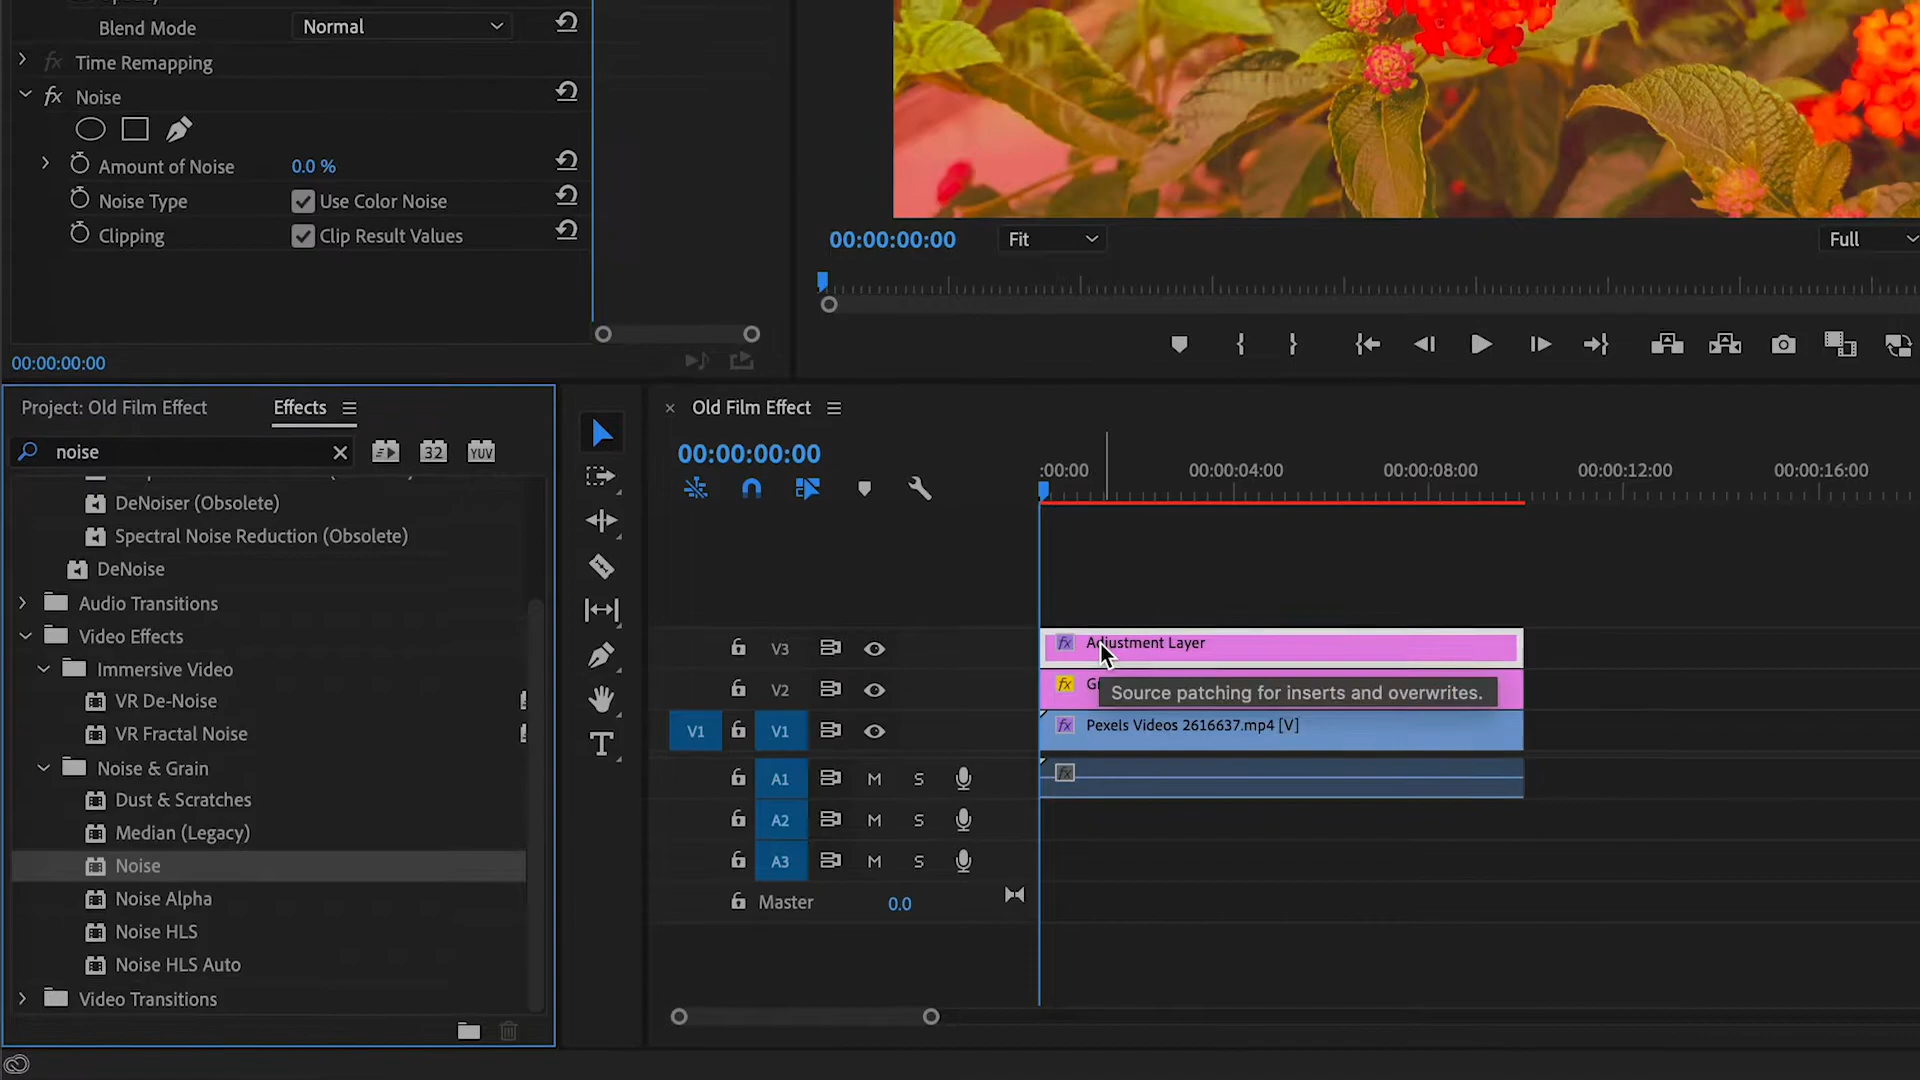 Blend Mode Normal
fx Time Remapping
fx Noise
Amount of Noise 0.0 %
Noise Type Use Color Noise
Clipping Clip Result Values
00:00:00:00
00:00:00:00 Fit Full
Project: Old Film Effect Effects
noise 32 YUV
DeNoiser (Obsolete)
Spectral Noise Reduction (Obsolete)
DeNoise
Audio Transitions
Video Effects
Immersive Video
VR De-Noise
VR Fractal Noise
Noise & Grain
Dust & Scratches
Median (Legacy)
Noise
Noise Alpha
Noise HLS
Noise HLS Auto
Video Transitions
× Old Film Effect
00:00:00:00
:00:00 00:00:04:00 00:00:08:00 00:00:12:00 00:00:16:00
V3 fx Adjustment Layer
V2 fx
Source patching for inserts and overwrites.
V1 V1 fx Pexels Videos 2616637.mp4 [V]
A1 M S fx
A2 M S
A3 M S
Master 0.0